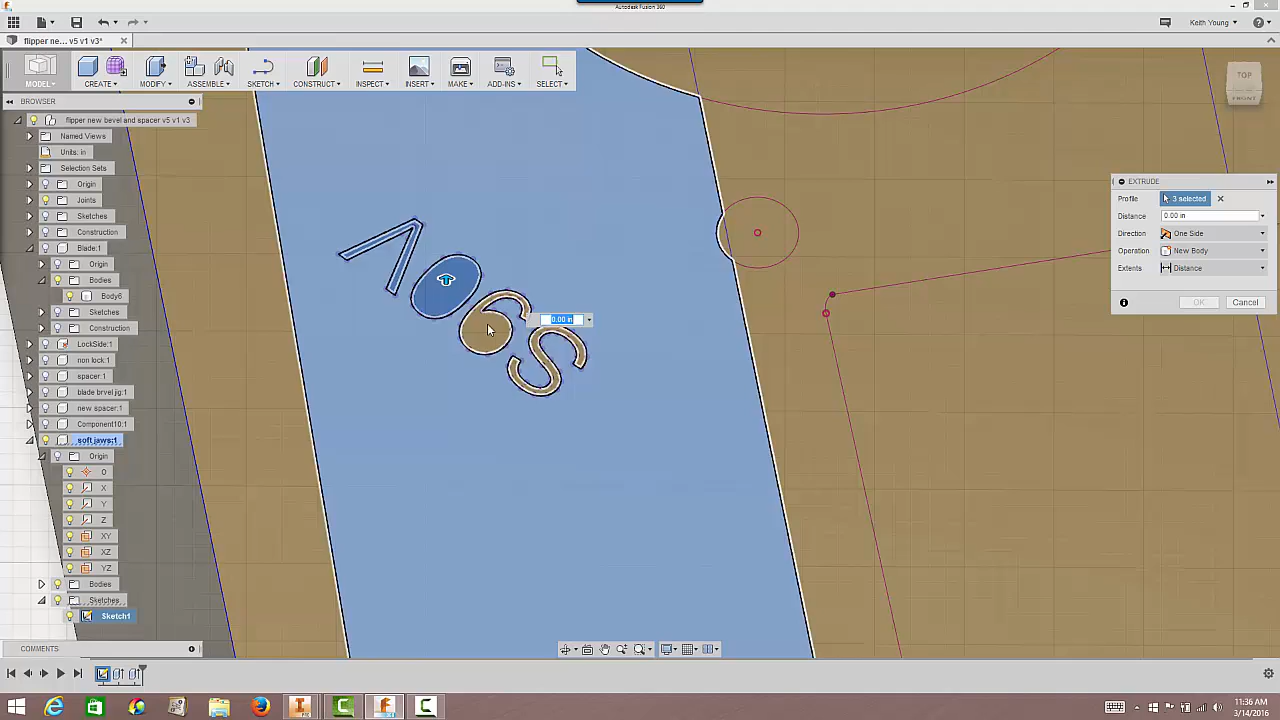 Autodesk Fusion 360
Keith Young
flipper ne... v5 v1 v3*
MODEL
CREATE
MODIFY
ASSEMBLE
SKETCH
CONSTRUCT
INSPECT
INSERT
MAKE
ADD-INS
SELECT
TOP
FRONT
BROWSER
flipper new bevel and spacer v5 v1 v3
Named Views
Units: in
Selection Sets
Origin
Joints
Sketches
Construction
Blade:1
Origin
Bodies
Body6
Sketches
Construction
LockSide:1
non lock:1
spacer:1
blade brvel jig:1
new spacer:1
Component10:1
soft jaws:1
Origin
O
X
Y
Z
XY
XZ
YZ
Bodies
Sketches
Sketch1
EXTRUDE
Profile 3 selected
Distance 0.00 in
Direction One Side
Operation New Body
Extents Distance
OK Cancel
0.00 in
COMMENTS
11:36 AM
3/14/2016